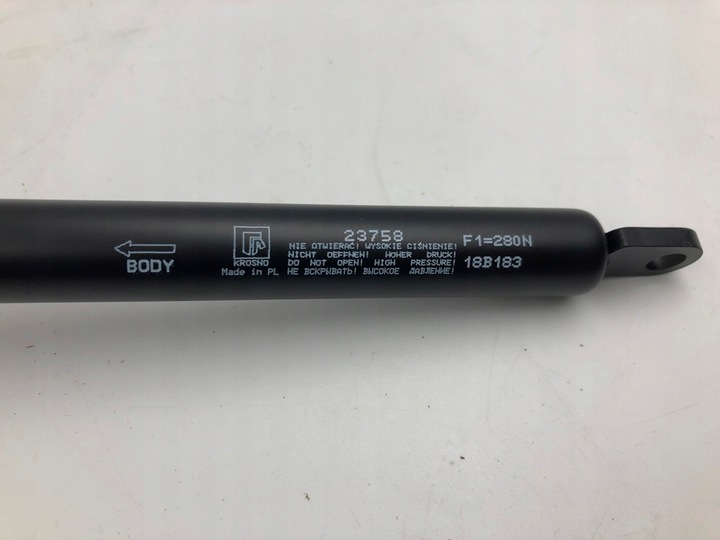 BODY
KROSNO
Made in PL
23758
NIE OTWIERAĆ! WYSOKIE CIŚNIENIE!
NICHT OEFFNEN! HOHER DRUCK!
DO NOT OPEN! HIGH PRESSURE!
НЕ ВСКРЫВАТЬ! ВЫСОКОЕ ДАВЛЕНИЕ!
F1=280N
18B183